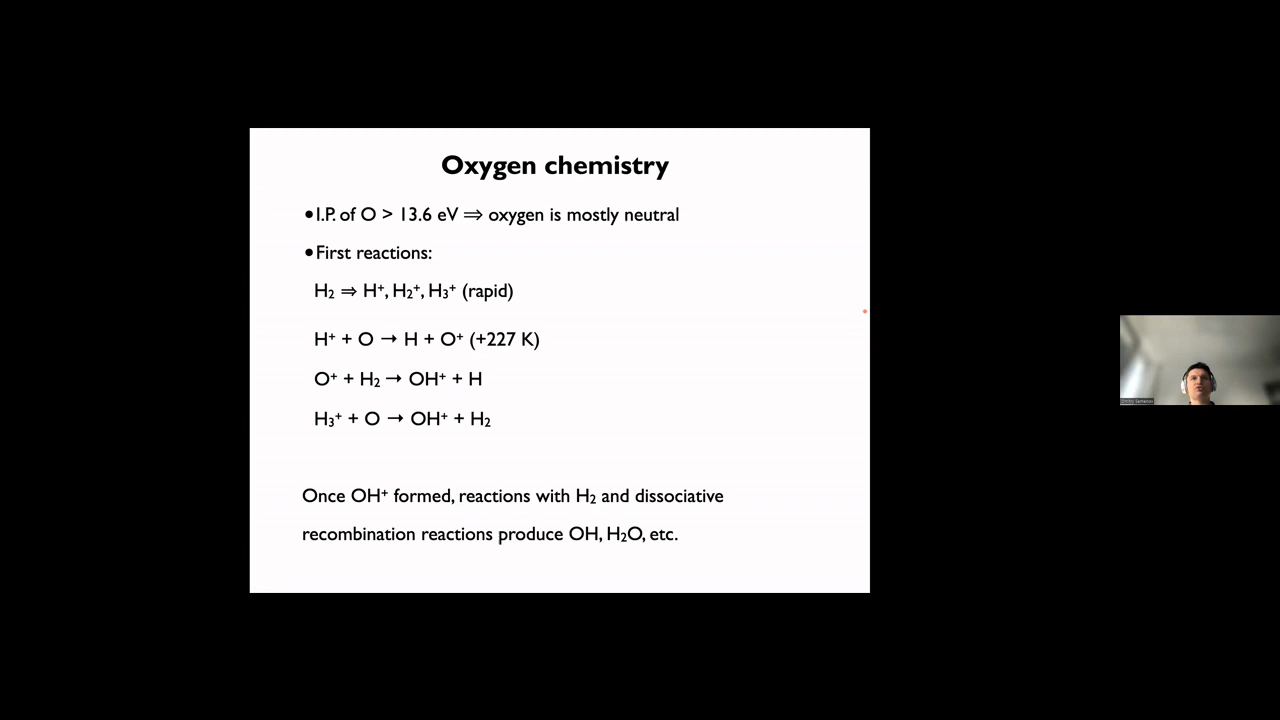 Oxygen chemistry
•I.P. of O > 13.6 eV ⇒ oxygen is mostly neutral
•First reactions:
H₂ ⇒ H⁺, H₂⁺, H₃⁺ (rapid)
H⁺ + O → H + O⁺ (+227 K)
O⁺ + H₂ → OH⁺ + H
H₃⁺ + O → OH⁺ + H₂
Once OH⁺ formed, reactions with H₂ and dissociative
recombination reactions produce OH, H₂O, etc.